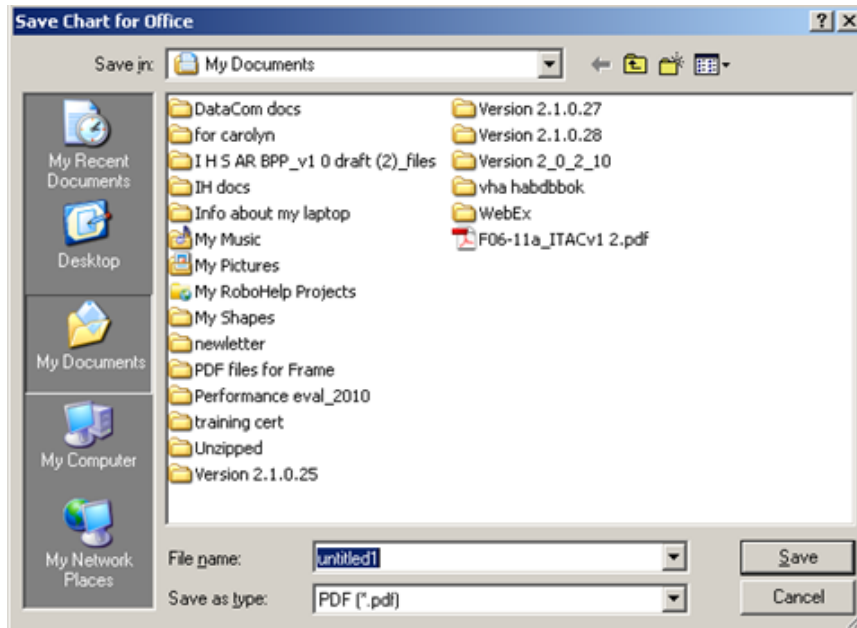 Save Chart for Office
Save in: My Documents
My Recent
Documents
Desktop
My Documents
My Computer
My Network
Places
DataCom docs
for carolyn
I H S AR BPP_v1 0 draft (2)_files
IH docs
Info about my laptop
My Music
My Pictures
My RoboHelp Projects
My Shapes
newletter
PDF files for Frame
Performance eval_2010
training cert
Unzipped
Version 2.1.0.25
Version 2.1.0.27
Version 2.1.0.28
Version 2_0_2_10
vha habdbbok
WebEx
F06-11a_ITACv1 2.pdf
File name: untitled1
Save
Save as type: PDF (*.pdf)
Cancel